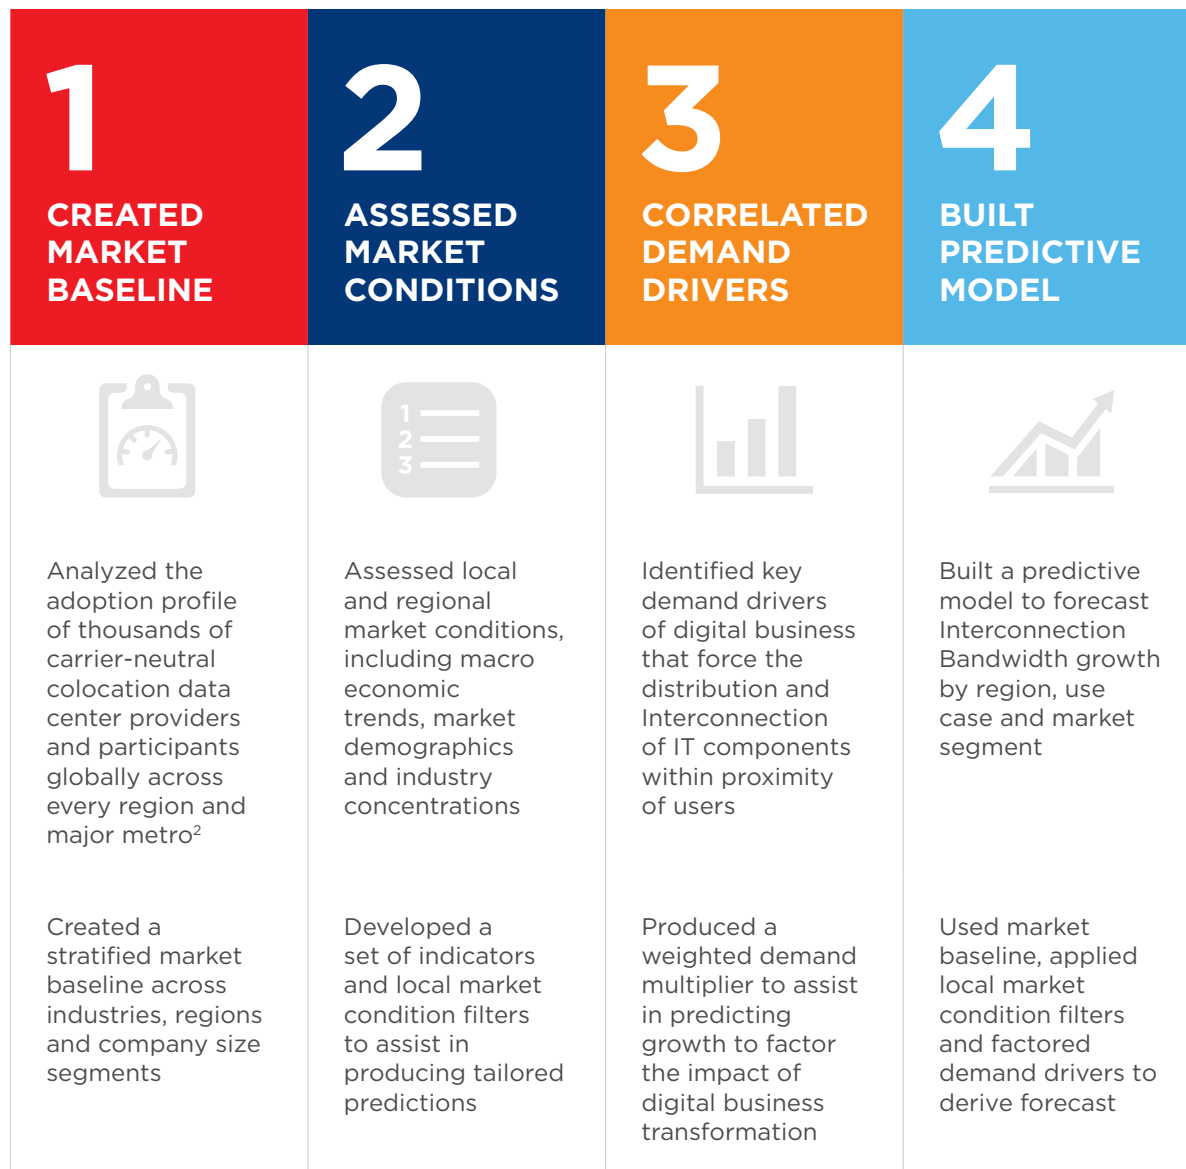 1
CREATED
MARKET
BASELINE
Analyzed the
adoption profile
of thousands of
carrier-neutral
colocation data
center providers
and participants
globally across
every region and
major metro²
Created a
stratified market
baseline across
industries, regions
and company size
segments
2
ASSESSED
MARKET
CONDITIONS
1
2
3
Assessed local
and regional
market conditions,
including macro
economic
trends, market
demographics
and industry
concentrations
Developed a
set of indicators
and local market
condition filters
to assist in
producing tailored
predictions
3
CORRELATED
DEMAND
DRIVERS
Identified key
demand drivers
of digital business
that force the
distribution and
Interconnection
of IT components
within proximity
of users
Produced a
weighted demand
multiplier to assist
in predicting
growth to factor
the impact of
digital business
transformation
4
BUILT
PREDICTIVE
MODEL
Built a predictive
model to forecast
Interconnection
Bandwidth growth
by region, use
case and market
segment
Used market
baseline, applied
local market
condition filters
and factored
demand drivers to
derive forecast